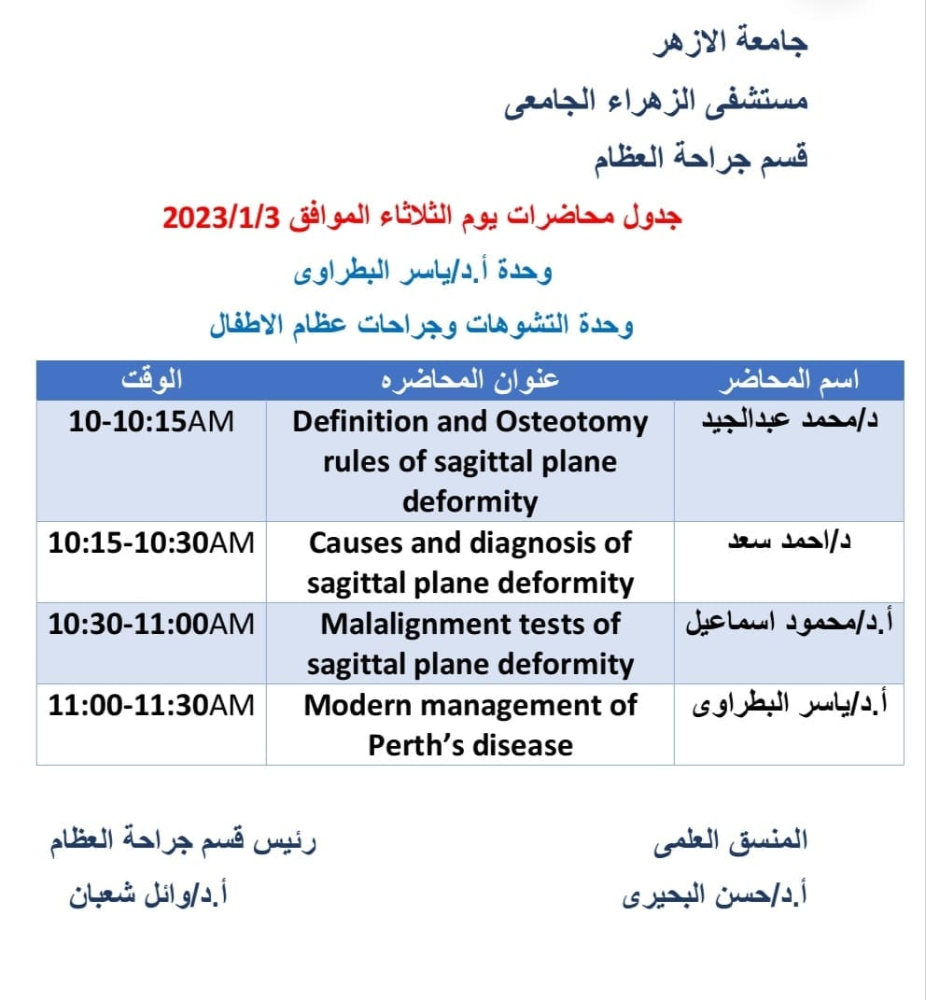 جامعة الازهر
مستشفى الزهراء الجامعى
قسم جراحة العظام
جدول محاضرات يوم الثلاثاء الموافق 2023/1/3
وحدة أ.د/ياسر البطراوى
وحدة التشوهات وجراحات عظام الاطفال
اسم المحاضر عنوان المحاضره الوقت
د/محمد عبدالجيد Definition and Osteotomy 10-10:15AM
rules of sagittal plane
deformity
د/احمد سعد Causes and diagnosis of 10:15-10:30AM
sagittal plane deformity
أ.د/محمود اسماعيل Malalignment tests of 10:30-11:00AM
sagittal plane deformity
أ.د/ياسر البطراوى Modern management of 11:00-11:30AM
Perth’s disease
المنسق العلمى رئيس قسم جراحة العظام
أ.د/حسن البحيرى أ.د/وائل شعبان